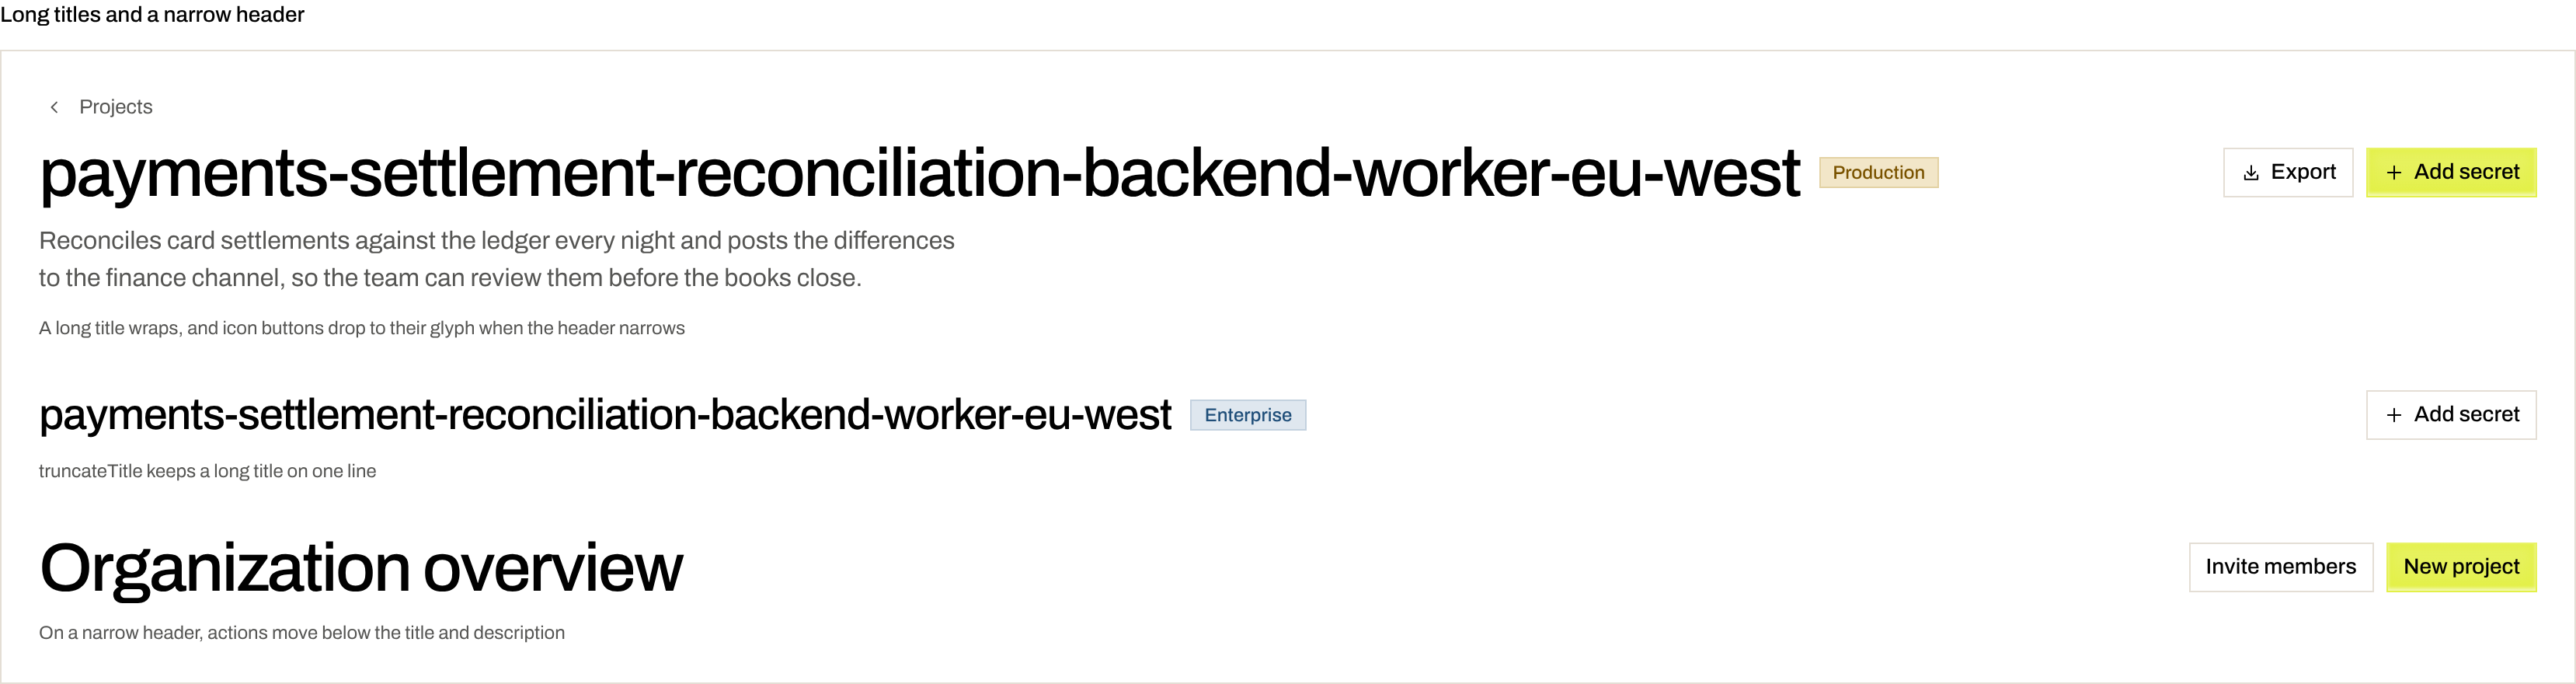 Long titles and a narrow header
Projects
payments-settlement-reconciliation-backend-worker-eu-west Production Export Add secret
Reconciles card settlements against the ledger every night and posts the differences
to the finance channel, so the team can review them before the books close.
A long title wraps, and icon buttons drop to their glyph when the header narrows
payments-settlement-reconciliation-backend-worker-eu-west Enterprise Add secret
truncateTitle keeps a long title on one line
Organization overview Invite members New project
On a narrow header, actions move below the title and description